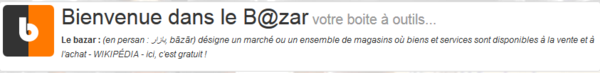 b
Bienvenue dans le B@zar votre boite à outils...
Le bazar : (en persan : بازار, bāzār) désigne un marché ou un ensemble de magasins où biens et services sont disponibles à la vente et à
l'achat - WIKIPÉDIA - ici, c'est gratuit !